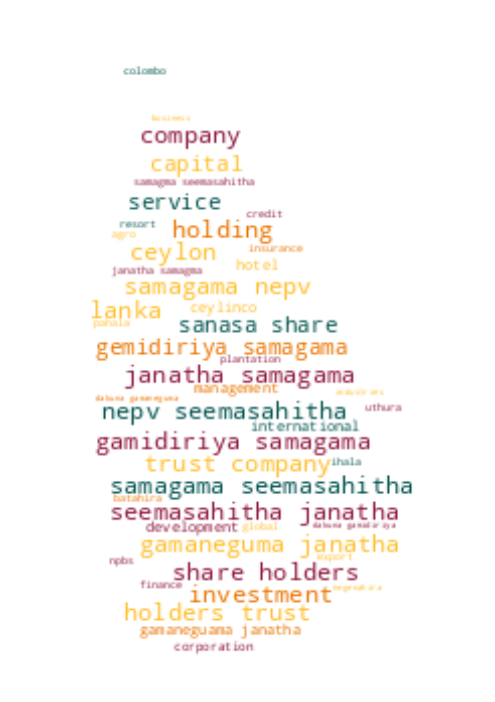 colombo
business
company
capital
samagma seemasahitha
service
credit
resort
holding
agro
ceylon
insurance
hotel
janatha samagma
samagama nepv
lanka
ceylinco
pahala
sanasa share
gemidiriya samagama
plantation
janatha samagama
management
industries
dakuna gamaneguma
nepv seemasahitha
uthura
international
gamidiriya samagama
trust company
ihala
samagama seemasahitha
batahira
seemasahitha janatha
development
global
dakuna gamidiriya
gamaneguma janatha
export
npbs
share holders
finance
investment
holders trust
gamaneguama janatha
corporation